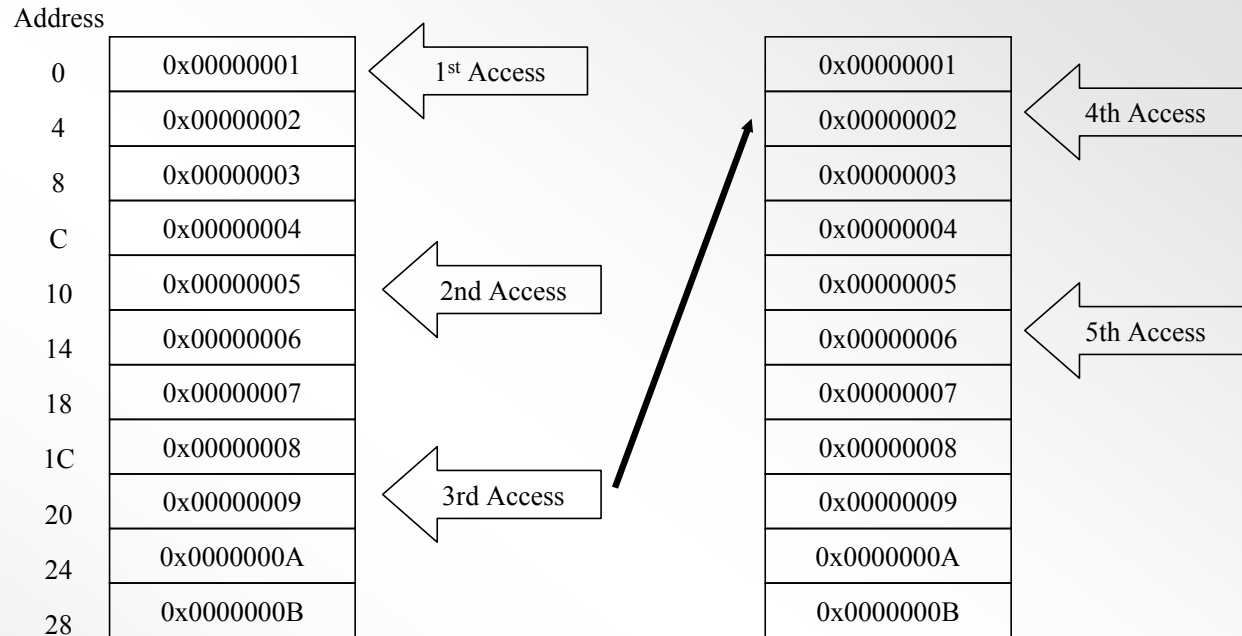 Address
0 0x00000001 1st Access 0x00000001
4 0x00000002 0x00000002 4th Access
8 0x00000003 0x00000003
C 0x00000004 0x00000004
10 0x00000005 2nd Access 0x00000005
14 0x00000006 0x00000006 5th Access
18 0x00000007 0x00000007
1C 0x00000008 0x00000008
20 0x00000009 3rd Access 0x00000009
24 0x0000000A 0x0000000A
28 0x0000000B 0x0000000B